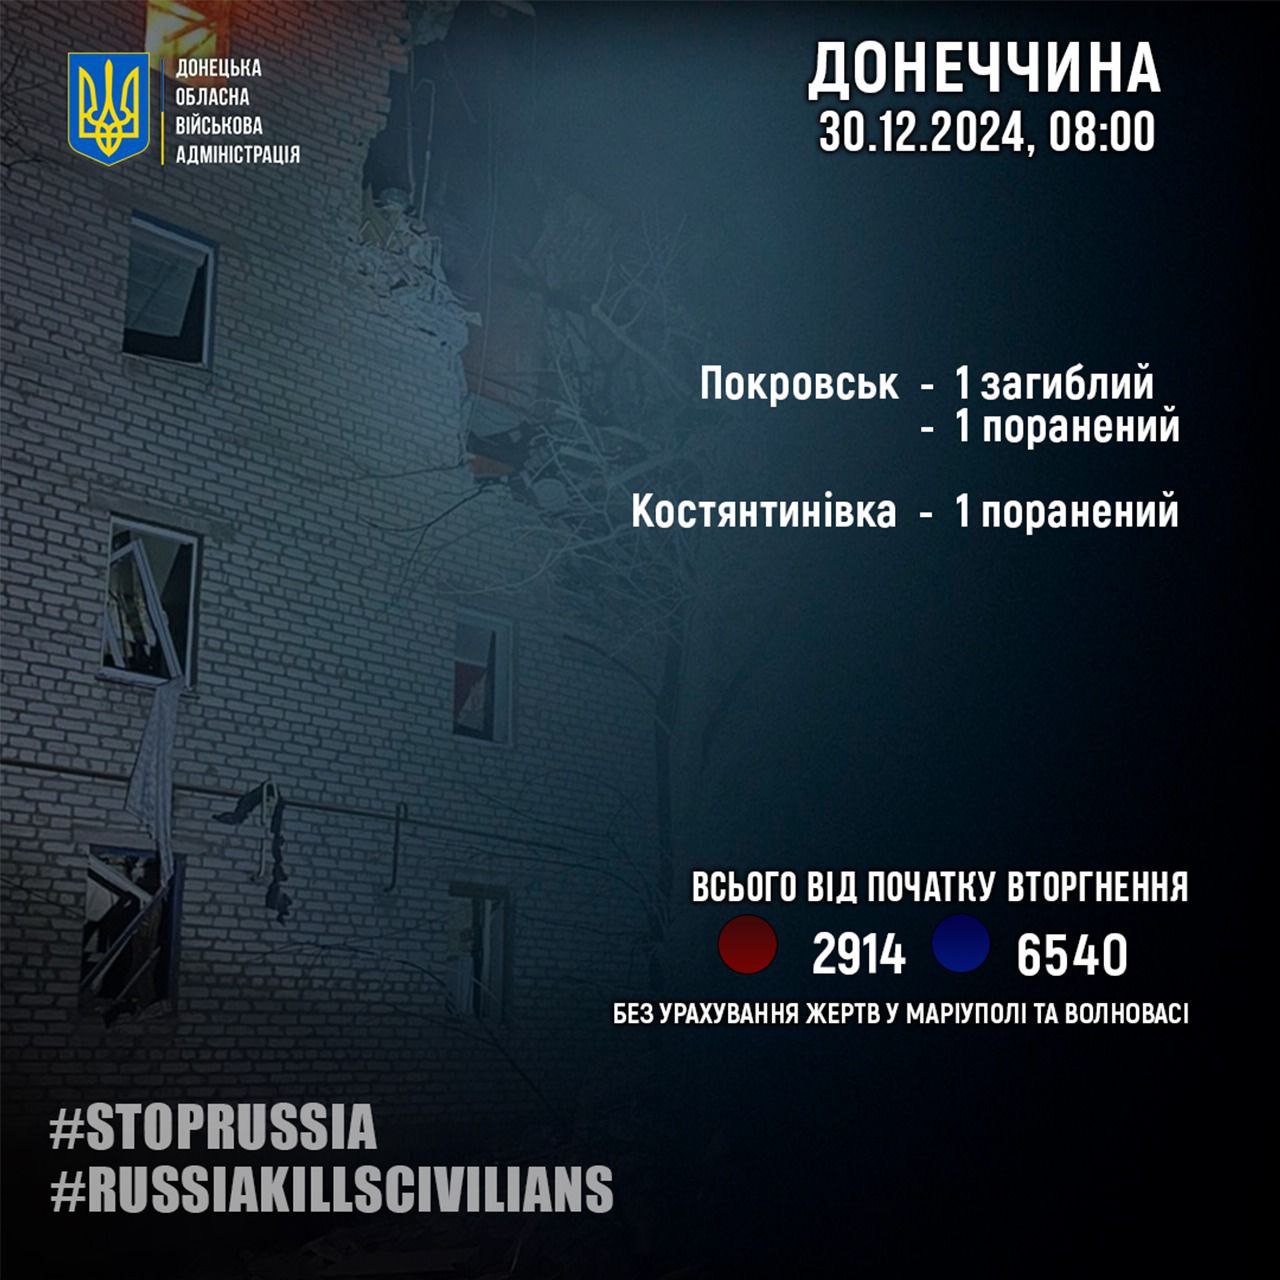 ДОНЕЦЬКА
ОБЛАСНА
ВІЙСЬКОВА
АДМІНІСТРАЦІЯ
ДОНЕЧЧИНА
30.12.2024, 08:00
Покровськ - 1 загиблий
- 1 поранений
Костянтинівка - 1 поранений
ВСЬОГО ВІД ПОЧАТКУ ВТОРГНЕННЯ
2914 6540
БЕЗ УРАХУВАННЯ ЖЕРТВ У МАРІУПОЛІ ТА ВОЛНОВАСІ
#STOPRUSSIA
#RUSSIAKILLSCIVILIANS